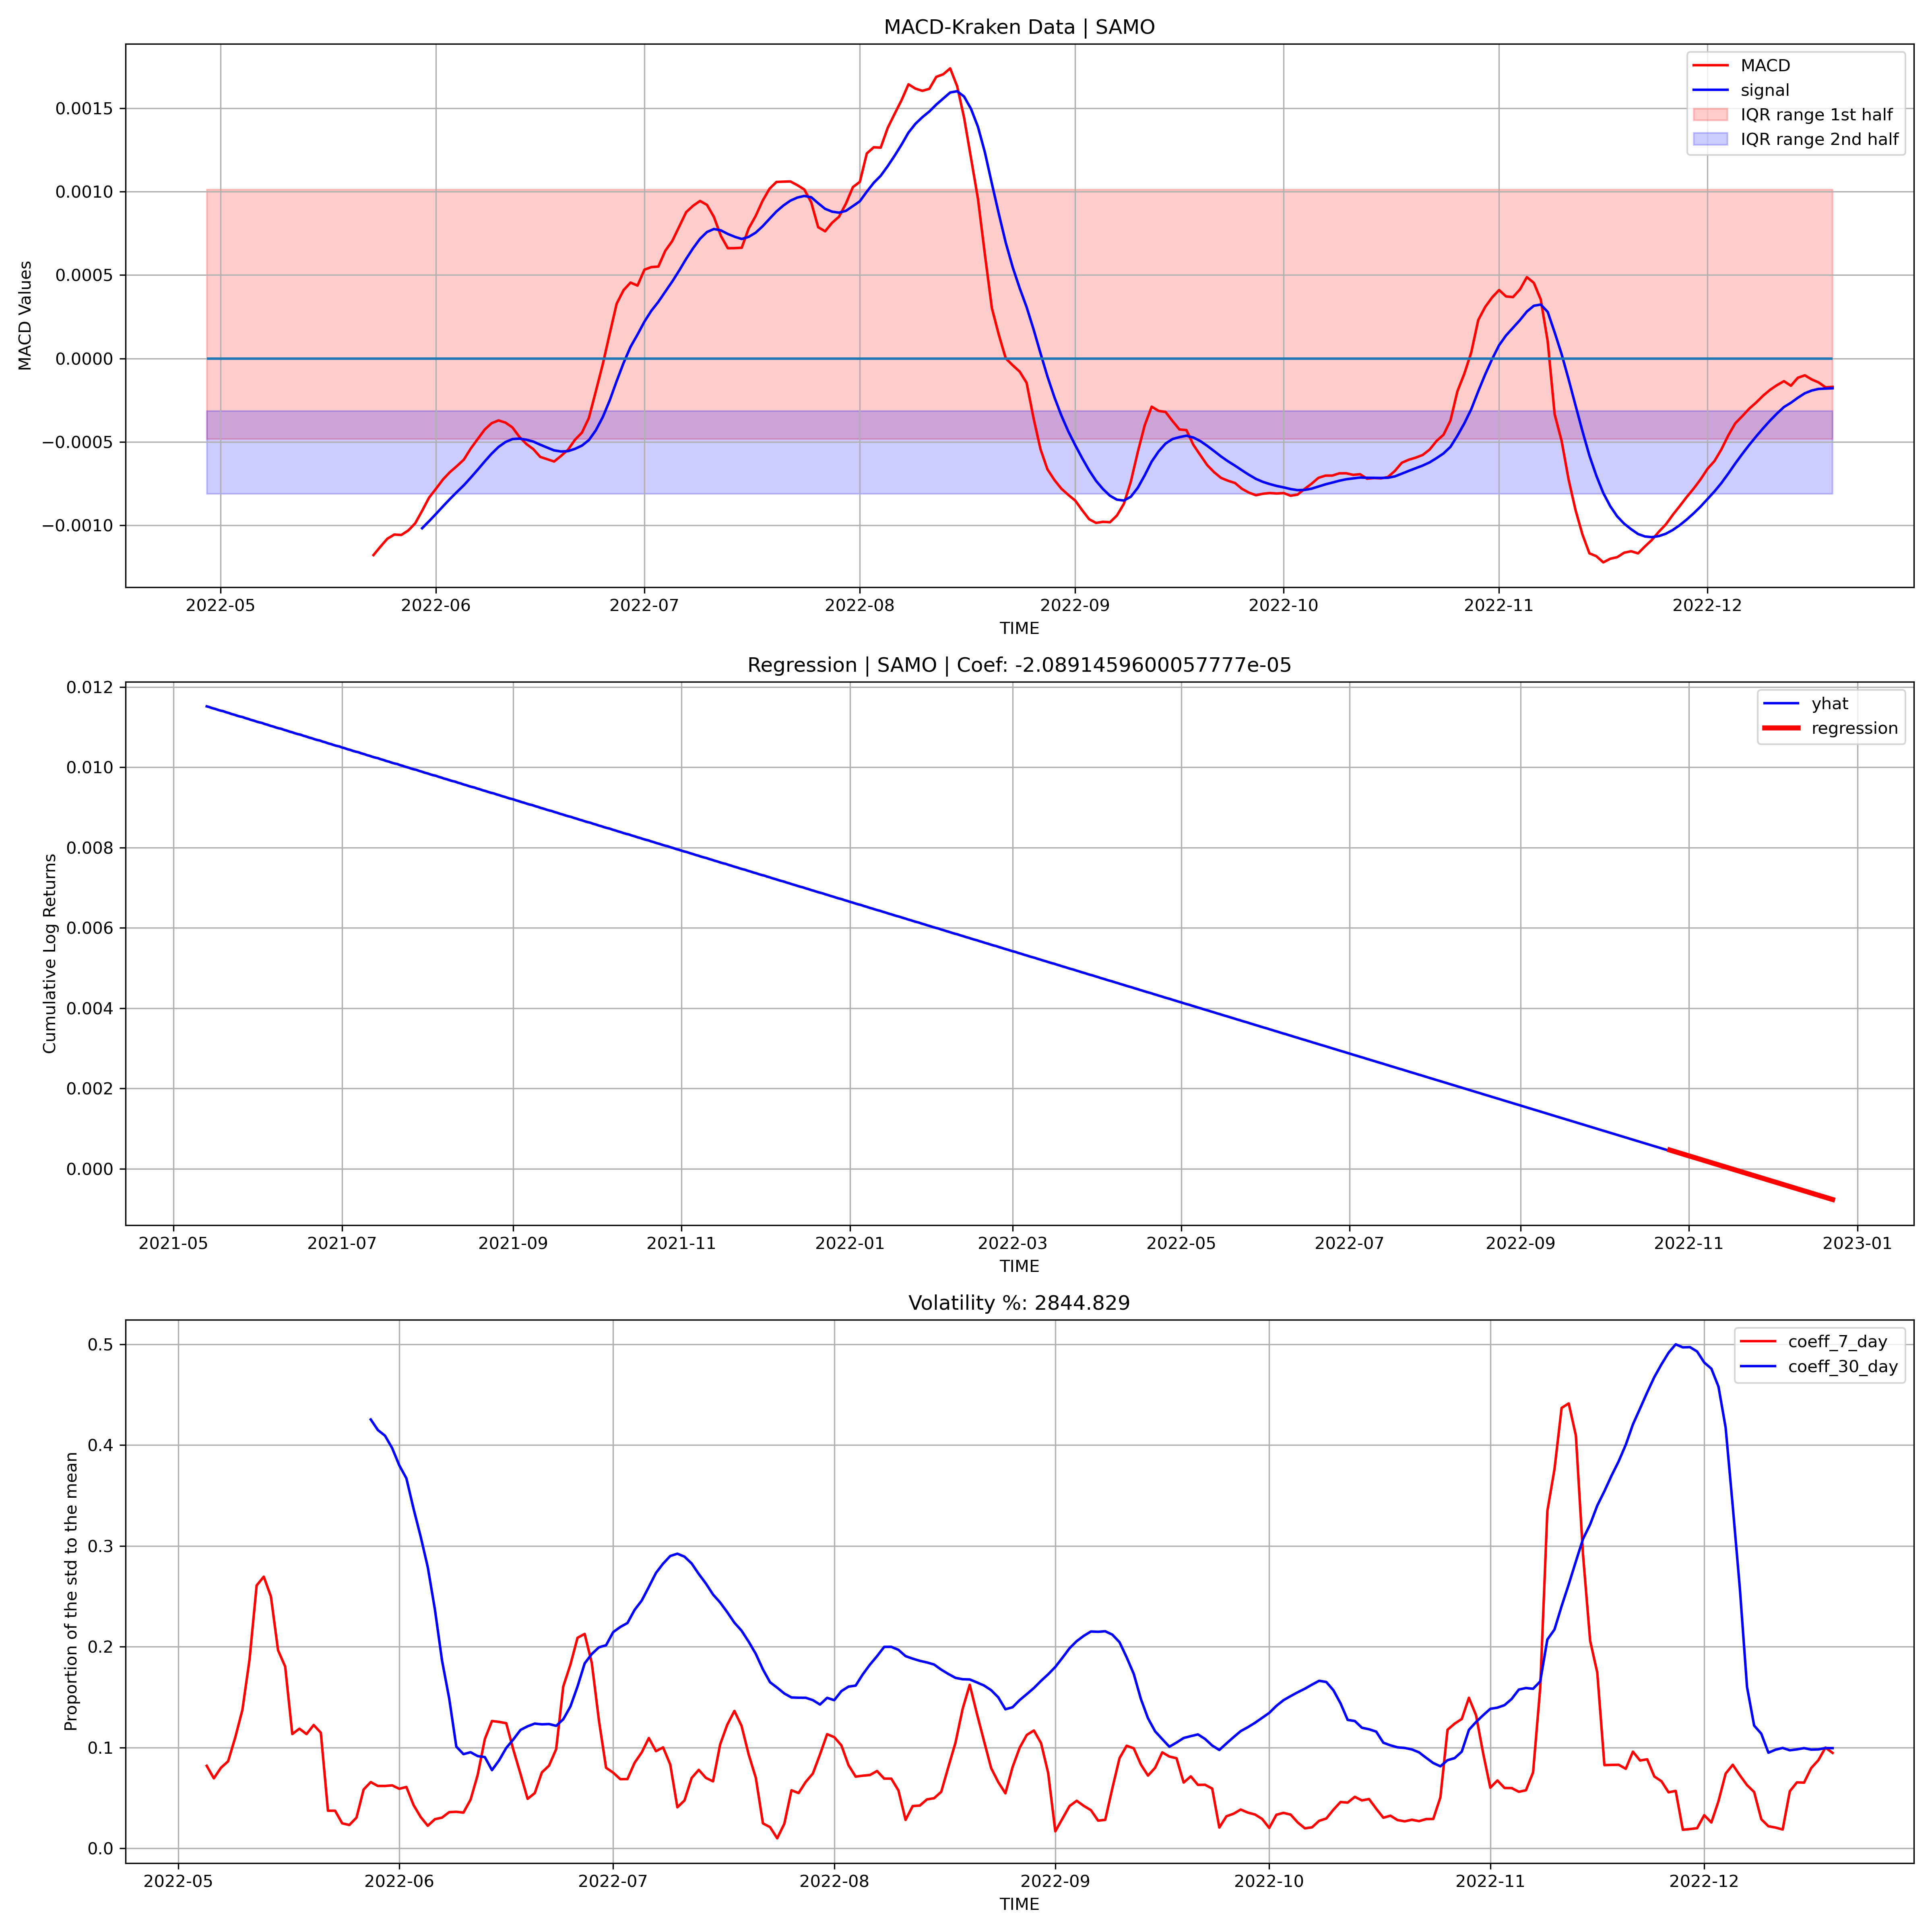 MACD-Kraken Data | SAMO
MACD Values
0.0015
0.0010
0.0005
0.0000
−0.0005
−0.0010
MACD
signal
IQR range 1st half
IQR range 2nd half
2022-05 2022-06 2022-07 2022-08 2022-09 2022-10 2022-11 2022-12
TIME
Regression | SAMO | Coef: -2.0891459600057777e-05
Cumulative Log Returns
0.012
0.010
0.008
0.006
0.004
0.002
0.000
yhat
regression
2021-05 2021-07 2021-09 2021-11 2022-01 2022-03 2022-05 2022-07 2022-09 2022-11 2023-01
TIME
Volatility %: 2844.829
Proportion of the std to the mean
0.5
0.4
0.3
0.2
0.1
0.0
coeff_7_day
coeff_30_day
2022-05 2022-06 2022-07 2022-08 2022-09 2022-10 2022-11 2022-12
TIME